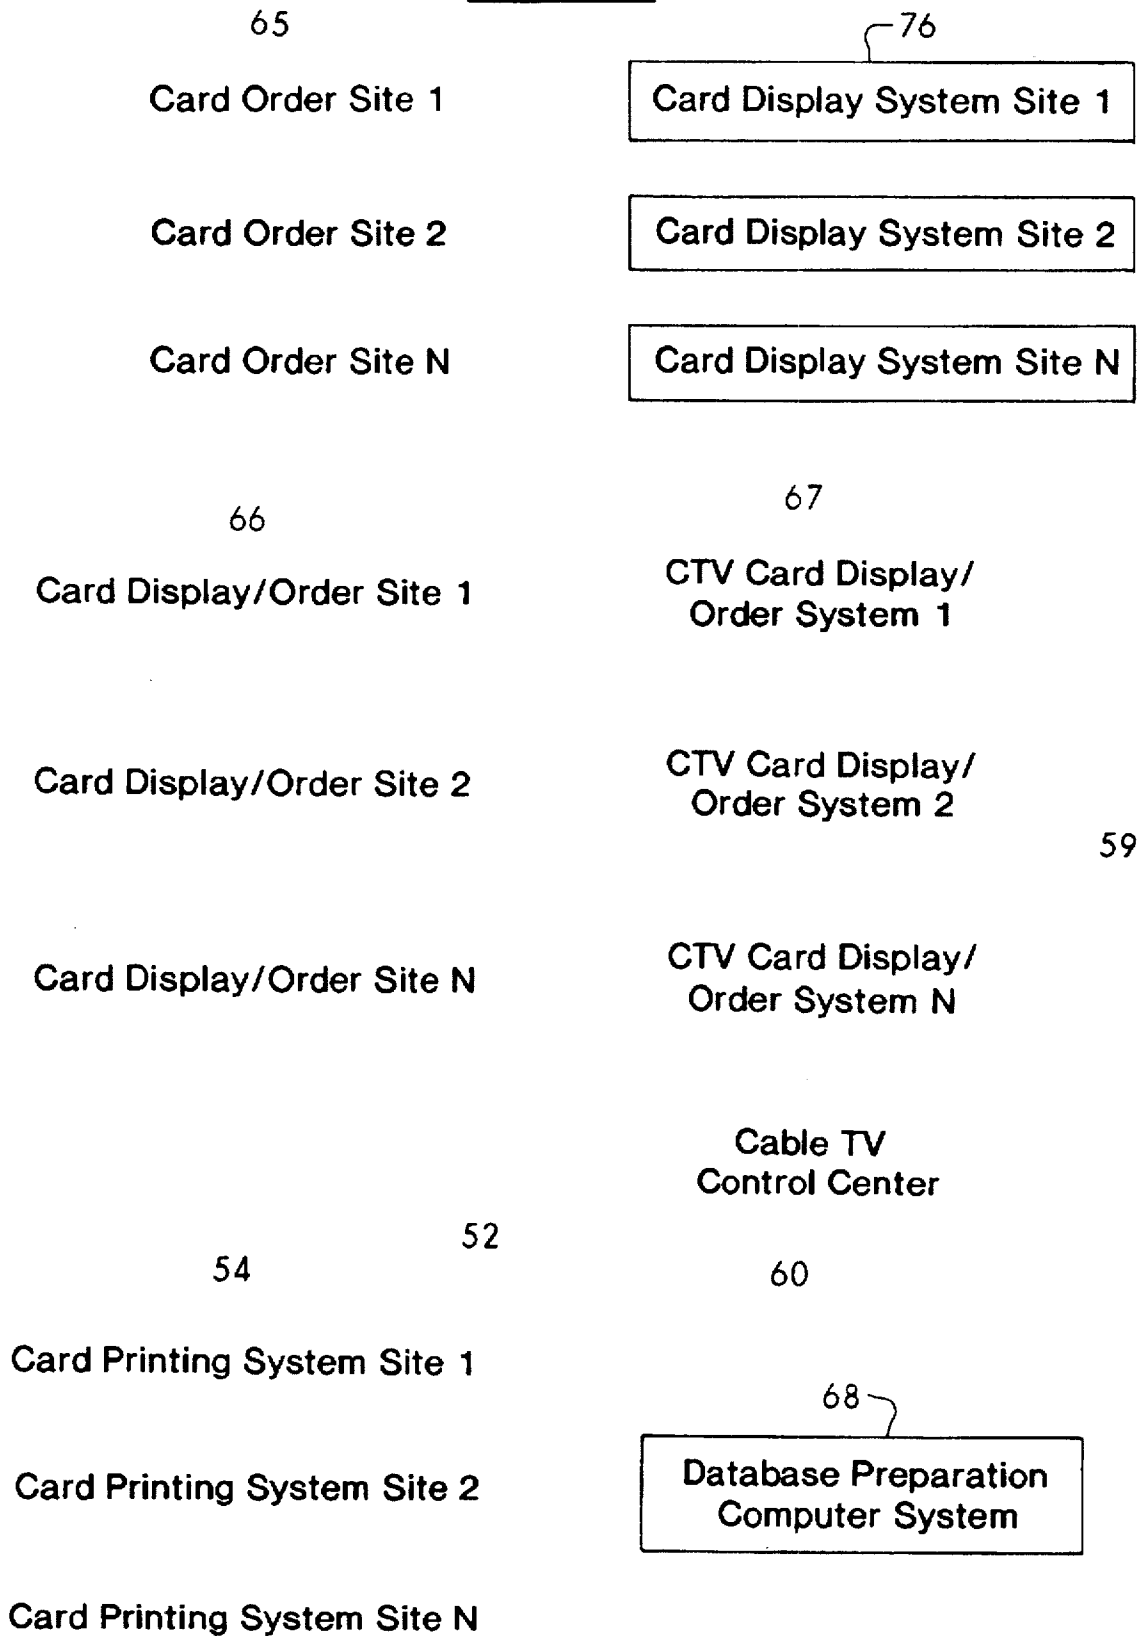 65
76
Card Order Site 1
Card Display System Site 1
Card Order Site 2
Card Display System Site 2
Card Order Site N
Card Display System Site N
66
67
Card Display/Order Site 1
CTV Card Display/
Order System 1
Card Display/Order Site 2
CTV Card Display/
Order System 2
59
Card Display/Order Site N
CTV Card Display/
Order System N
Cable TV
Control Center
52
54
60
Card Printing System Site 1
68
Card Printing System Site 2
Database Preparation
Computer System
Card Printing System Site N